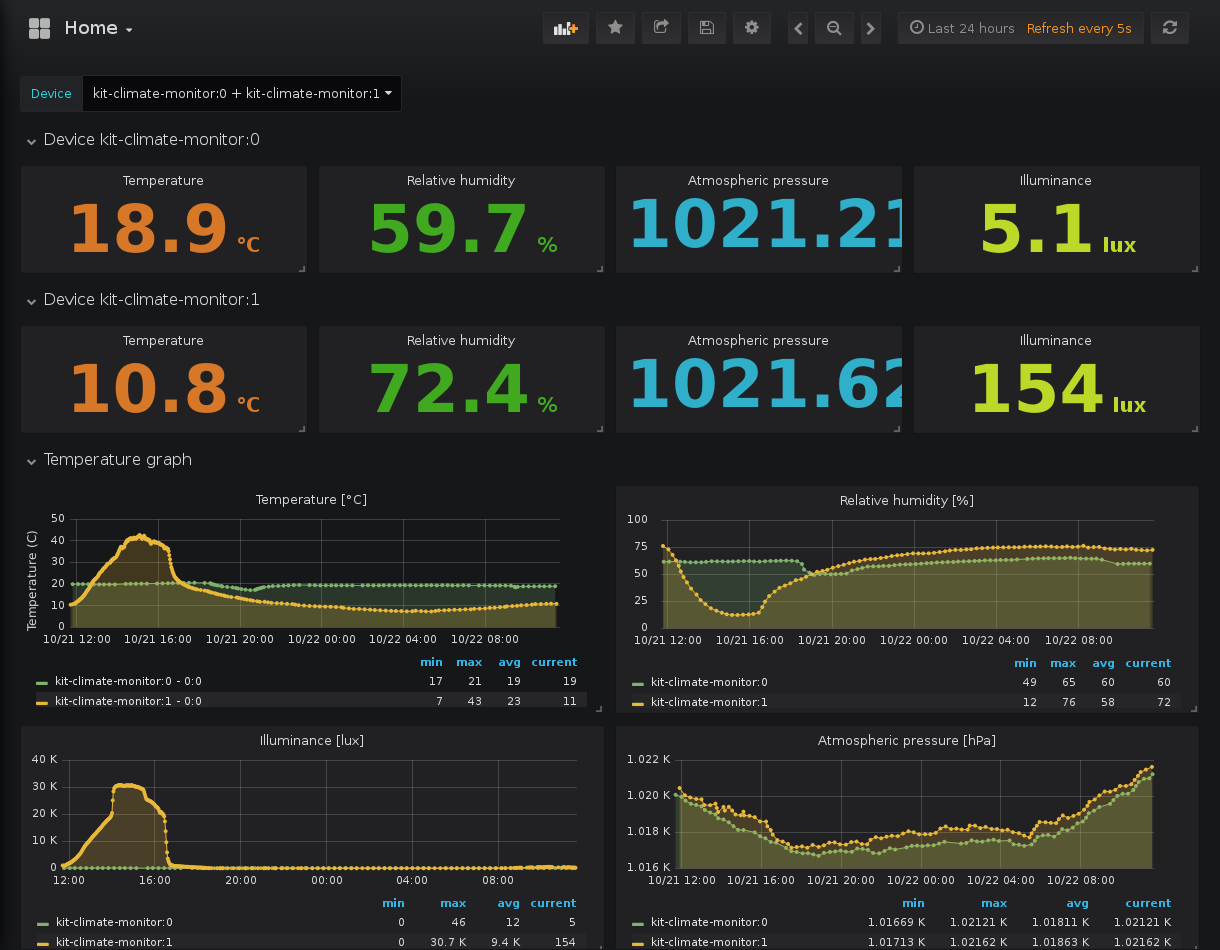 Home
Last 24 hours Refresh every 5s
Device kit-climate-monitor:0 + kit-climate-monitor:1
Device kit-climate-monitor:0
Temperature Relative humidity Atmospheric pressure Illuminance
18.9 °C 59.7 % 1021.21 5.1 lux
Device kit-climate-monitor:1
Temperature Relative humidity Atmospheric pressure Illuminance
10.8 °C 72.4 % 1021.62 154 lux
Temperature graph
Temperature [°C]
Temperature (C)
50
40
30
20
10
0
10/21 12:00 10/21 16:00 10/21 20:00 10/22 00:00 10/22 04:00 10/22 08:00
min max avg current
kit-climate-monitor:0 - 0:0 17 21 19 19
kit-climate-monitor:1 - 0:0 7 43 23 11
Relative humidity [%]
100
75
50
25
0
10/21 12:00 10/21 16:00 10/21 20:00 10/22 00:00 10/22 04:00 10/22 08:00
min max avg current
kit-climate-monitor:0 49 65 60 60
kit-climate-monitor:1 12 76 58 72
Illuminance [lux]
40 K
30 K
20 K
10 K
0
12:00 16:00 20:00 00:00 04:00 08:00
min max avg current
kit-climate-monitor:0 0 46 12 5
kit-climate-monitor:1 0 30.7 K 9.4 K 154
Atmospheric pressure [hPa]
1.022 K
1.020 K
1.018 K
1.016 K
10/21 12:00 10/21 16:00 10/21 20:00 10/22 00:00 10/22 04:00 10/22 08:00
min max avg current
kit-climate-monitor:0 1.01669 K 1.02121 K 1.01811 K 1.02121 K
kit-climate-monitor:1 1.01713 K 1.02162 K 1.01863 K 1.02162 K